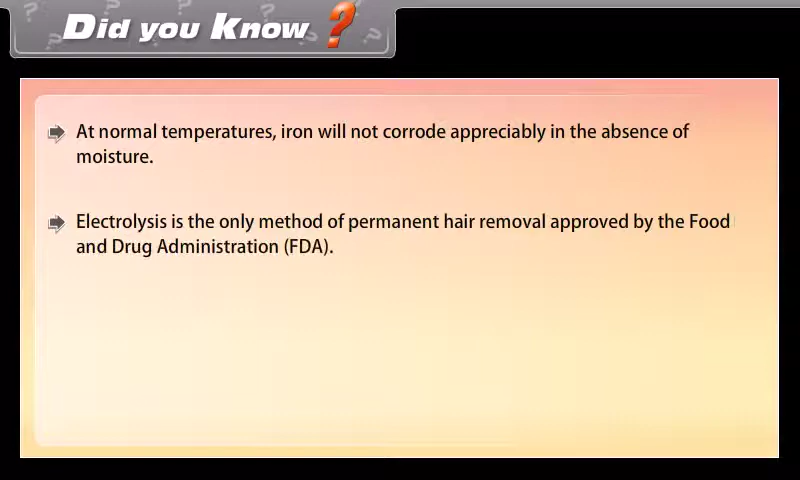 Did you Know ?
At normal temperatures, iron will not corrode appreciably in the absence of
moisture.
Electrolysis is the only method of permanent hair removal approved by the Food
and Drug Administration (FDA).